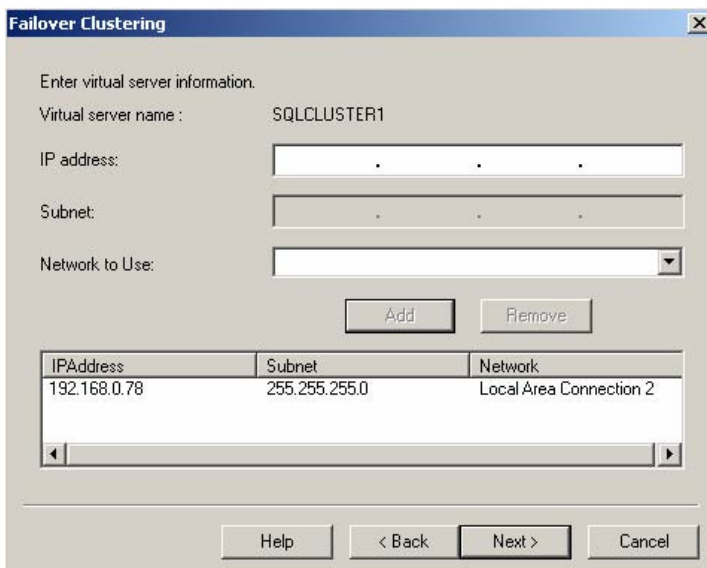 Failover Clustering
Enter virtual server information.
Virtual server name : SQLCLUSTER1
IP address: . . .
Subnet: . . .
Network to Use:
Add Remove
IPAddress Subnet Network
192.168.0.78 255.255.255.0 Local Area Connection 2
Help < Back Next > Cancel